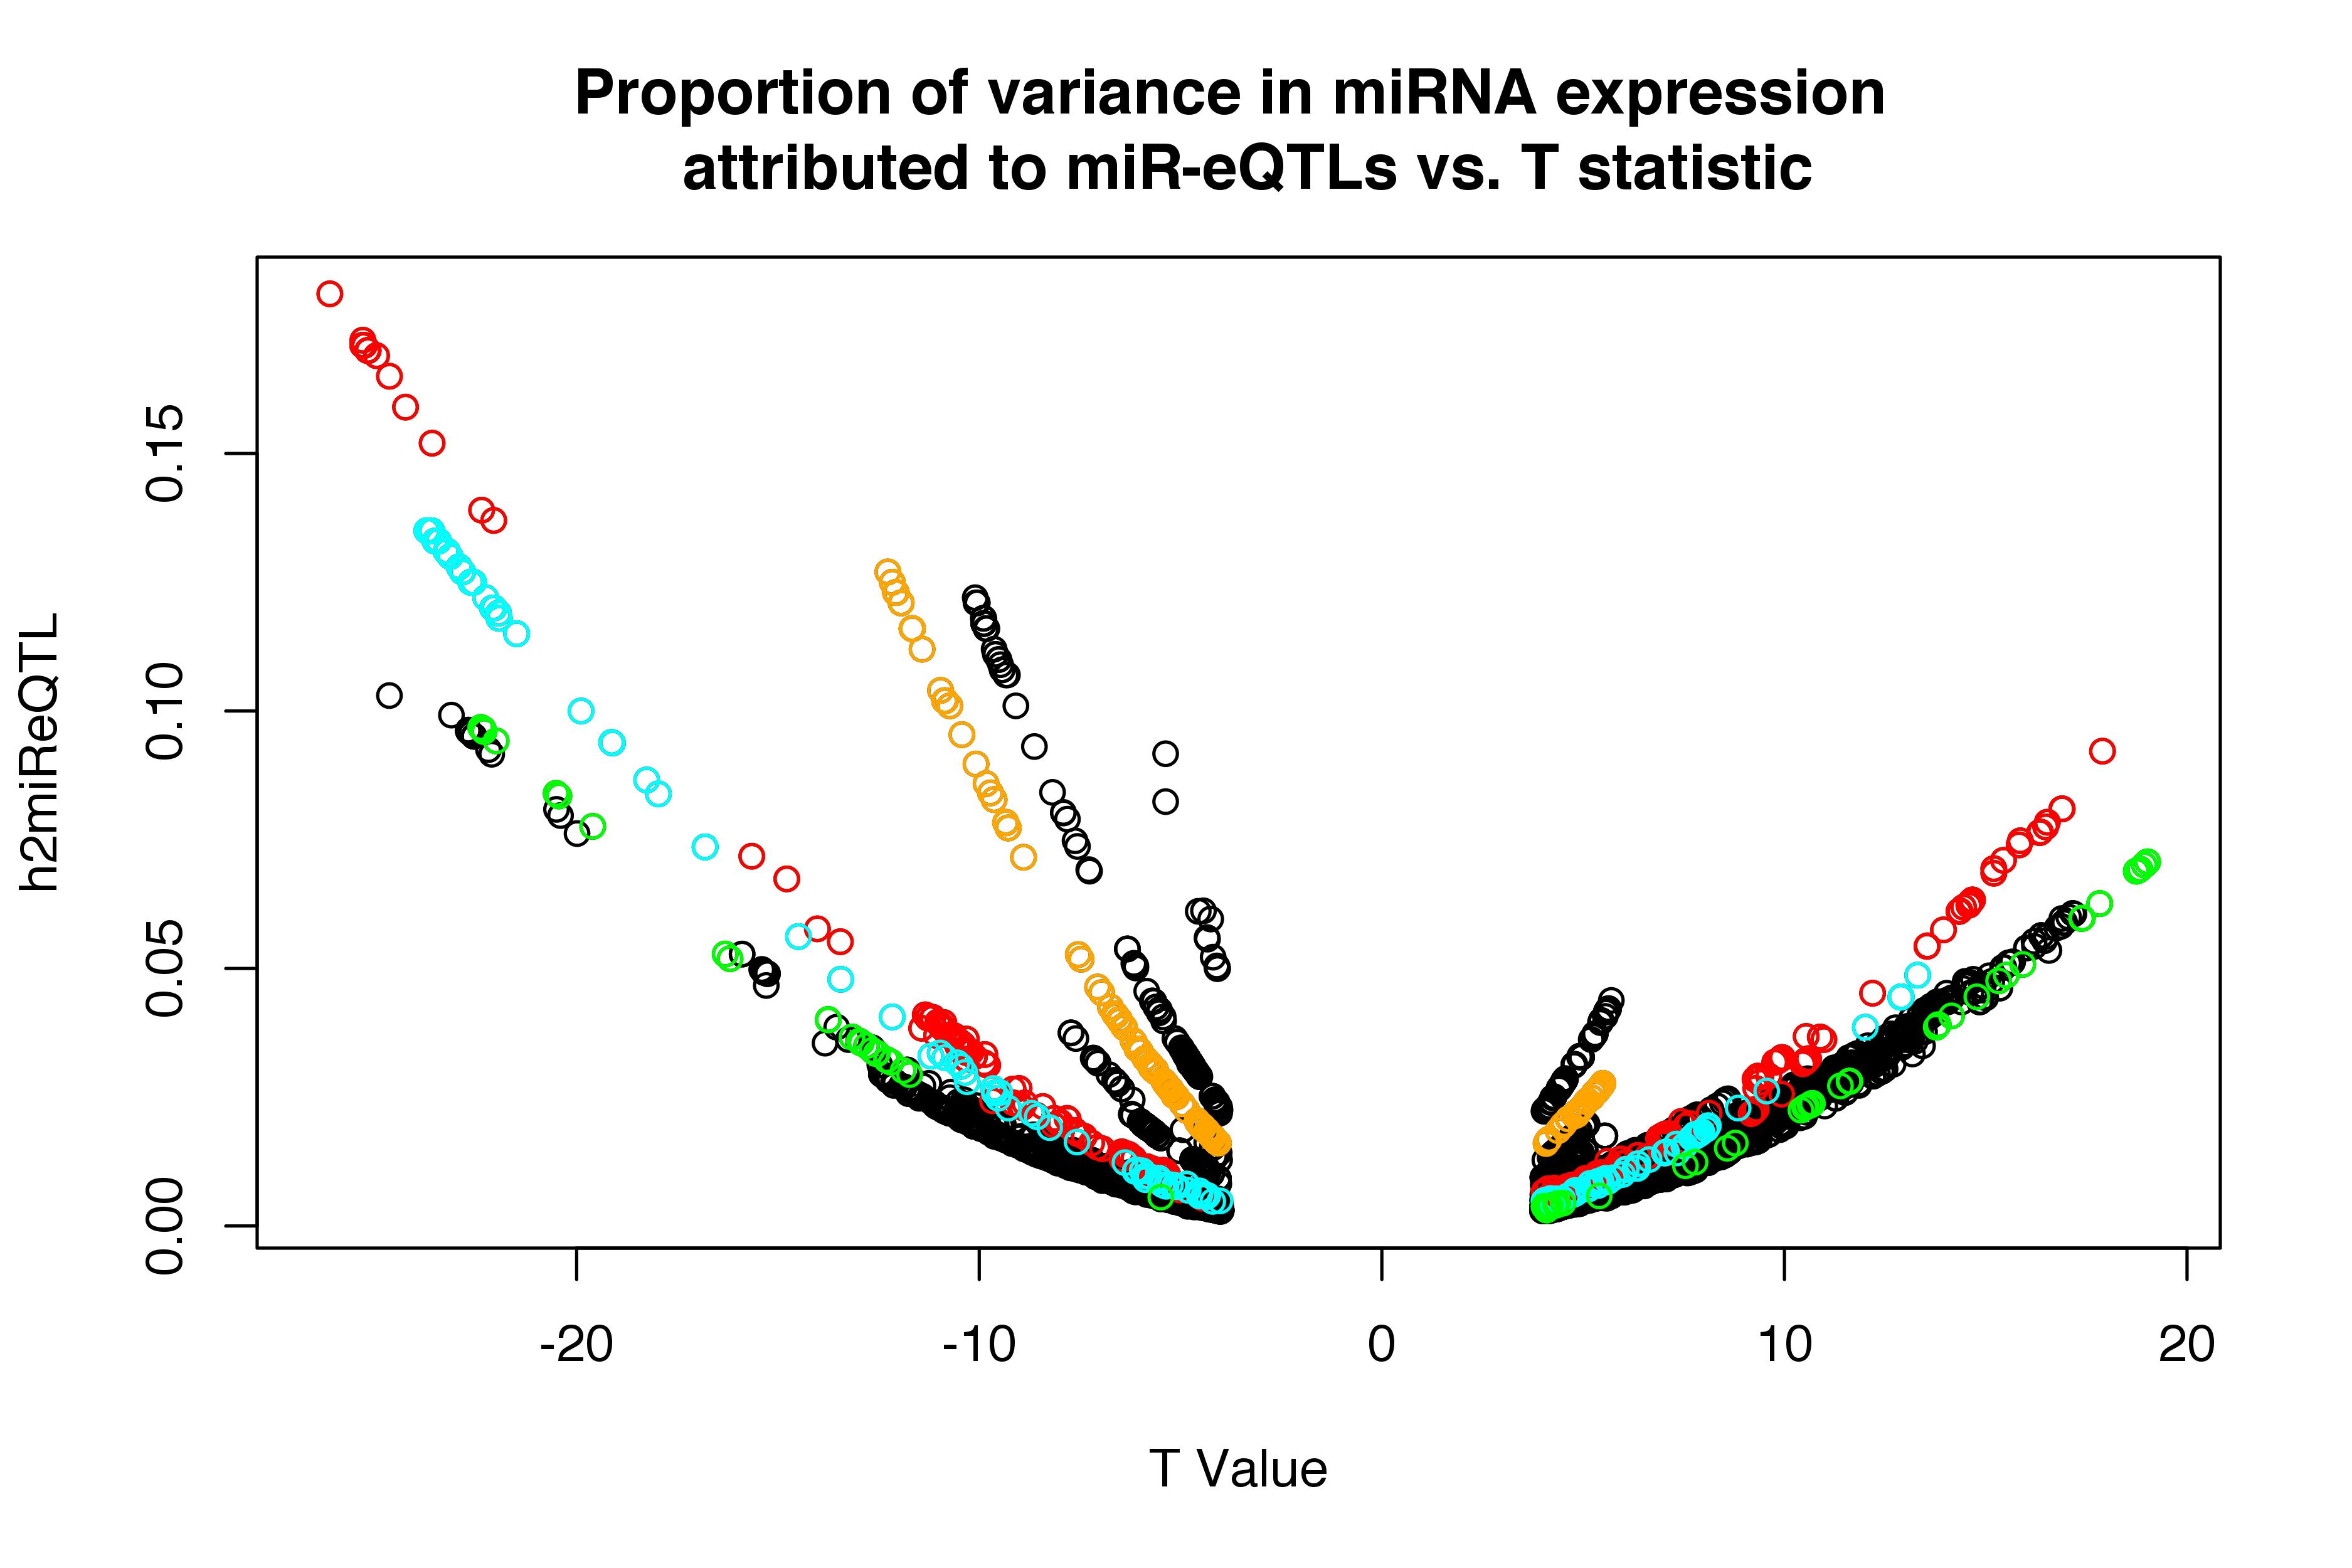 Proportion of variance in miRNA expression
attributed to miR-eQTLs vs. T statistic
h2miReQTL
0.15
0.10
0.05
0.00
-20 -10 0 10 20
T Value